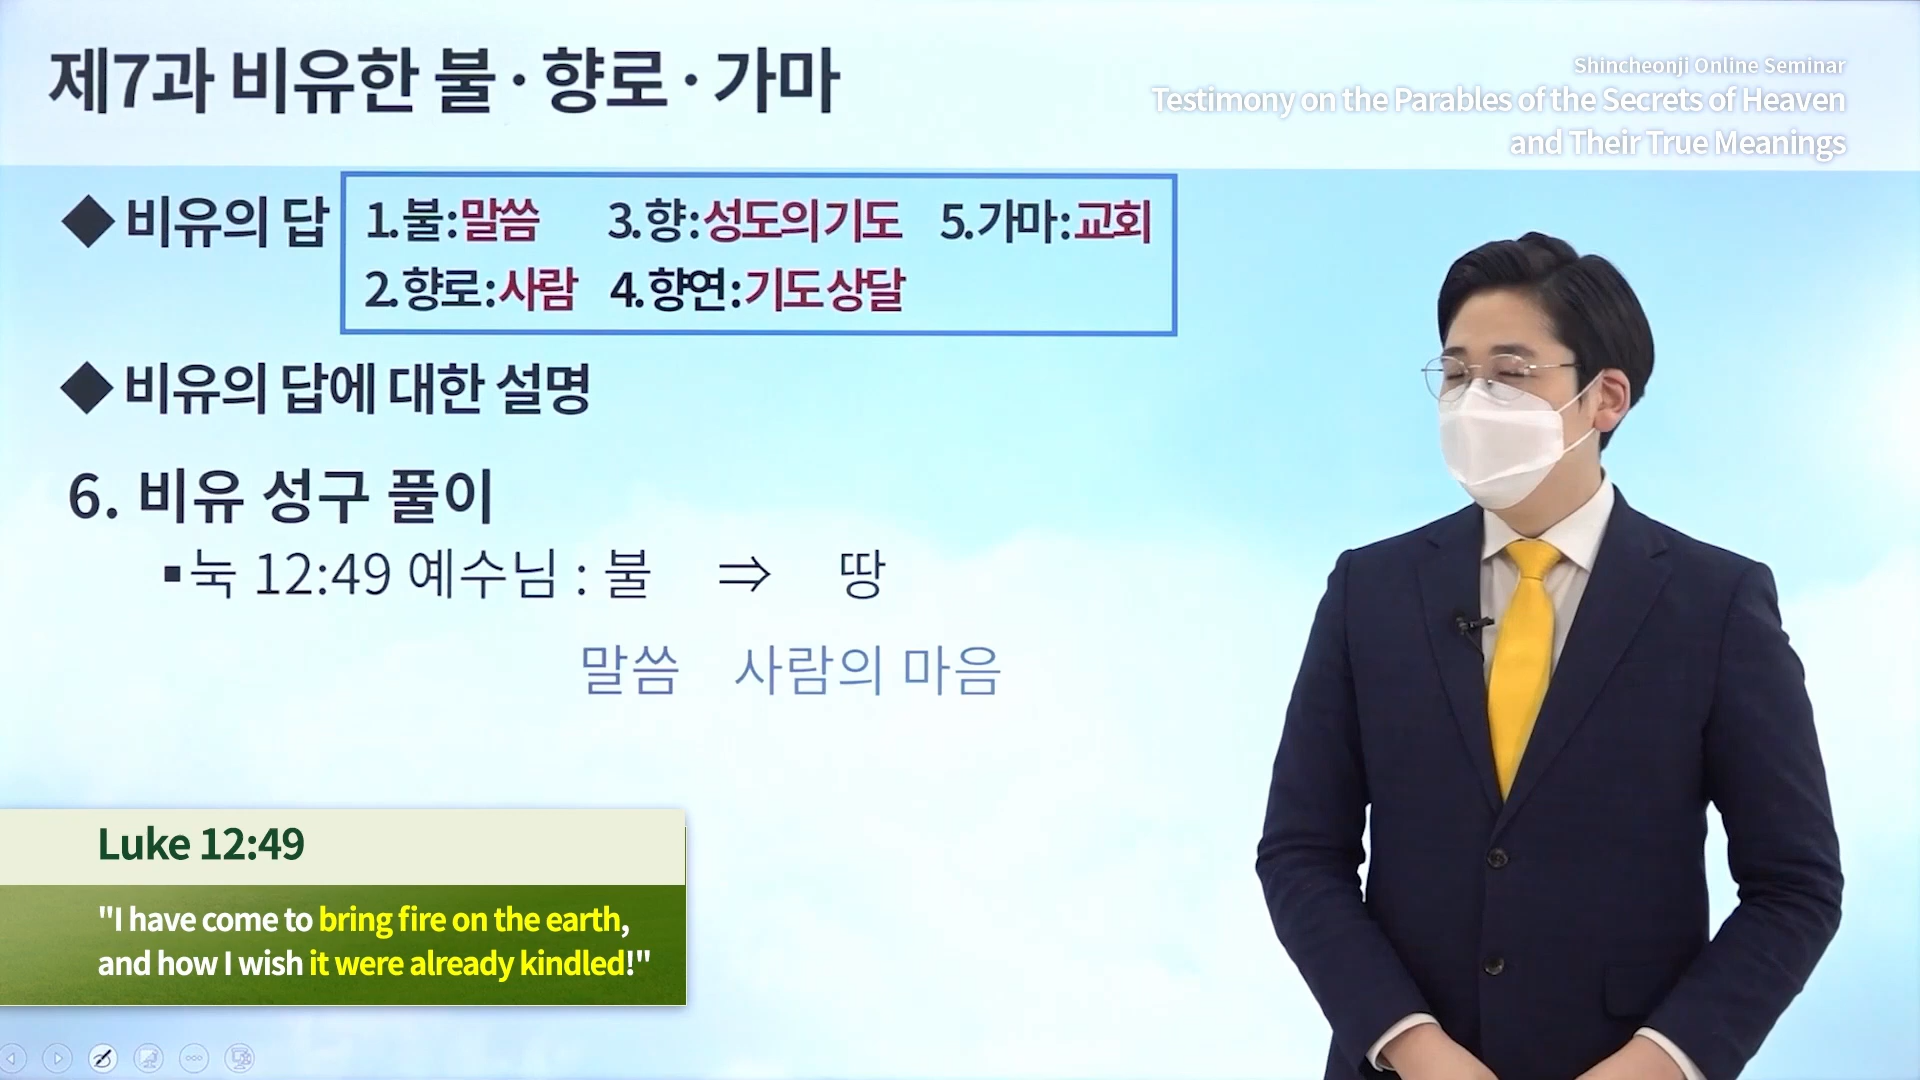 제7과 비유한 불·향로·가마
Shincheonji Online Seminar
Testimony on the Parables of the Secrets of Heaven
and Their True Meanings
◆비유의 답
1.불:말씀 3.향:성도의 기도 5.가마:교회
2.향로:사람 4.향연:기도 상달
◆비유의 답에 대한 설명
6. 비유 성구 풀이
▪눅 12:49 예수님 : 불 ⇒ 땅
말씀 사람의 마음
Luke 12:49
"I have come to bring fire on the earth,
and how I wish it were already kindled!"